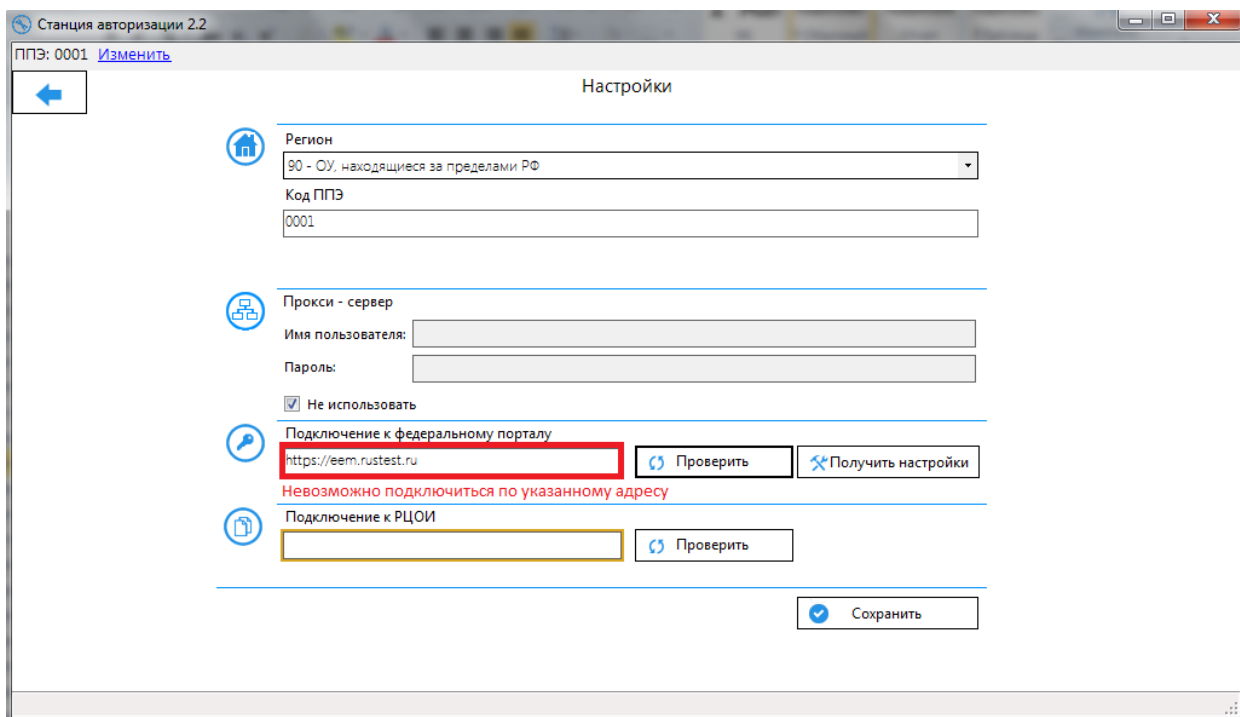 Станция авторизации 2.2
ППЭ: 0001 Изменить
Настройки
Регион
90 - ОУ, находящиеся за пределами РФ
Код ППЭ
0001
Прокси - сервер
Имя пользователя:
Пароль:
Не использовать
Подключение к федеральному порталу
https://eem.rustest.ru Проверить Получить настройки
Невозможно подключиться по указанному адресу
Подключение к РЦОИ
Проверить
Сохранить